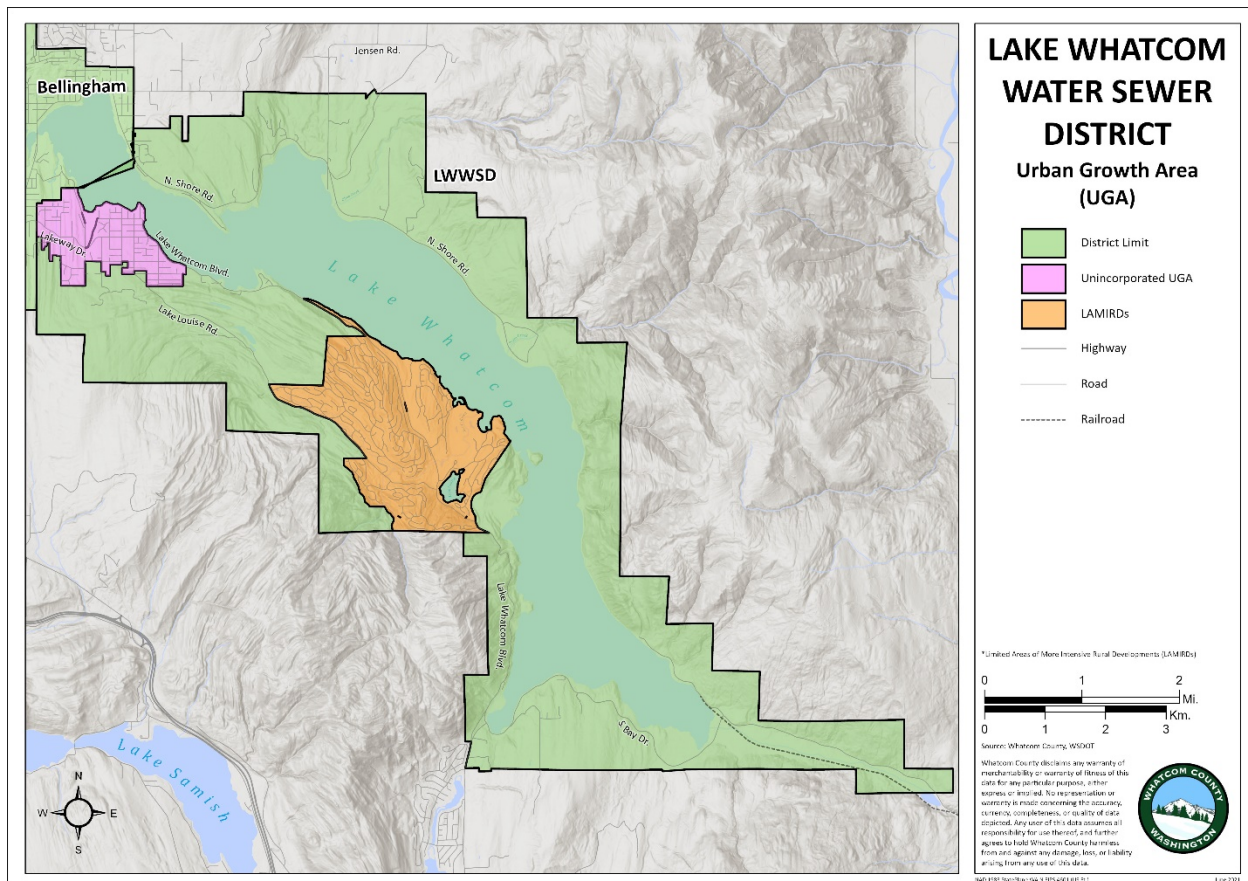 LAKE WHATCOM
WATER SEWER
DISTRICT
Urban Growth Area
(UGA)
District Limit
Unincorporated UGA
LAMIRDs
Highway
Road
Railroad
*Limited Areas of More Intensive Rural Developments (LAMIRDs)
0 1 2
Mi.
Km.
0 1 2 3
Source: Whatcom County, WSDOT
Whatcom County disclaims any warranty of
merchantability or warranty of fitness of this
data for any particular purpose, either
express or implied. No representation or
warranty is made concerning the accuracy,
currency, completeness, or quality of data
depicted. Any user of this data assumes all
responsibility for use thereof, and further
agrees to hold Whatcom County harmless
from and against any damage, loss, or liability
arising from any use of this data.
WHATCOM COUNTY
WASHINGTON
Jensen Rd.
Bellingham
LWWSD
N. Shore Rd.
N. Shore Rd.
Lakeway Dr.
Lake Whatcom Blvd.
Lake Louise Rd.
Lake Whatcom
Lake Whatcom Blvd.
S Bay Dr.
Lake Samish
N
W E
S